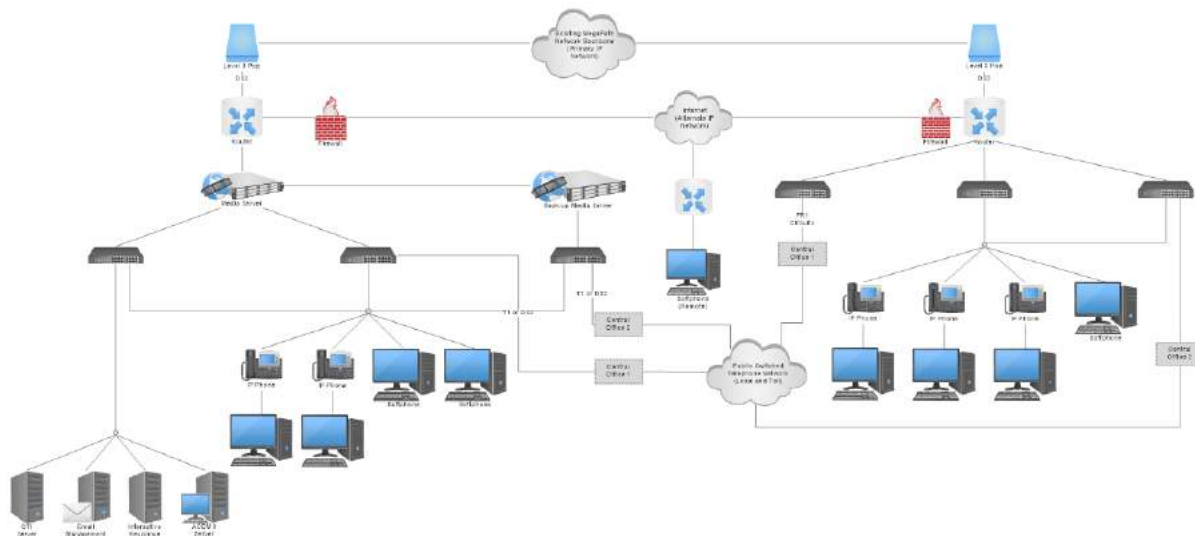 Existing MegaPath
Network Backbone
(Primary IP
Network)
Level 3 Pop
DS3
Level 3 Pop
DS3
Internet
(Alternate IP
Network)
Router
Firewall
Firewall
Router
Media Server
Backup Media Server
PRI
Circuits
Central
Office 1
Softphone
(Remote)
T1 or DS3
T1 or DS3
Central
Office 2
IP Phone
IP Phone
IP Phone
Softphone
Central
Office 1
Public Switched
Telephone Network
(Local and Toll)
Central
Office 2
IP Phone
IP Phone
Softphone
Softphone
CTI
Server
Email
Management
Interactive
Response
Server